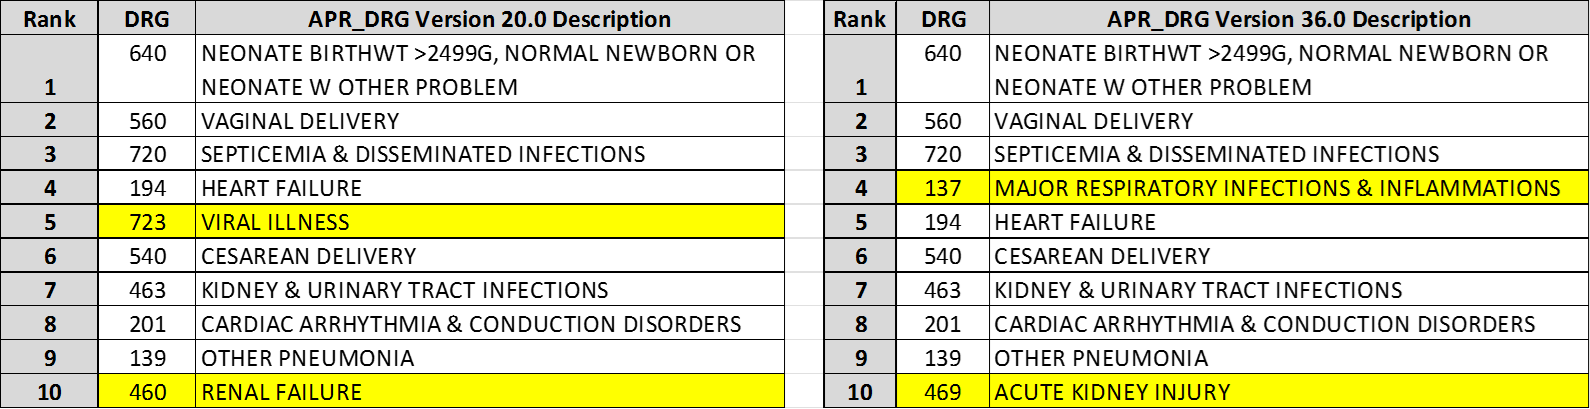 Rank DRG APR_DRG Version 20.0 Description
640 NEONATE BIRTHWT >2499G, NORMAL NEWBORN OR
1 NEONATE W OTHER PROBLEM
2 560 VAGINAL DELIVERY
3 720 SEPTICEMIA & DISSEMINATED INFECTIONS
4 194 HEART FAILURE
5 723 VIRAL ILLNESS
6 540 CESAREAN DELIVERY
7 463 KIDNEY & URINARY TRACT INFECTIONS
8 201 CARDIAC ARRHYTHMIA & CONDUCTION DISORDERS
9 139 OTHER PNEUMONIA
10 460 RENAL FAILURE
Rank DRG APR_DRG Version 36.0 Description
640 NEONATE BIRTHWT >2499G, NORMAL NEWBORN OR
1 NEONATE W OTHER PROBLEM
2 560 VAGINAL DELIVERY
3 720 SEPTICEMIA & DISSEMINATED INFECTIONS
4 137 MAJOR RESPIRATORY INFECTIONS & INFLAMMATIONS
5 194 HEART FAILURE
6 540 CESAREAN DELIVERY
7 463 KIDNEY & URINARY TRACT INFECTIONS
8 201 CARDIAC ARRHYTHMIA & CONDUCTION DISORDERS
9 139 OTHER PNEUMONIA
10 469 ACUTE KIDNEY INJURY